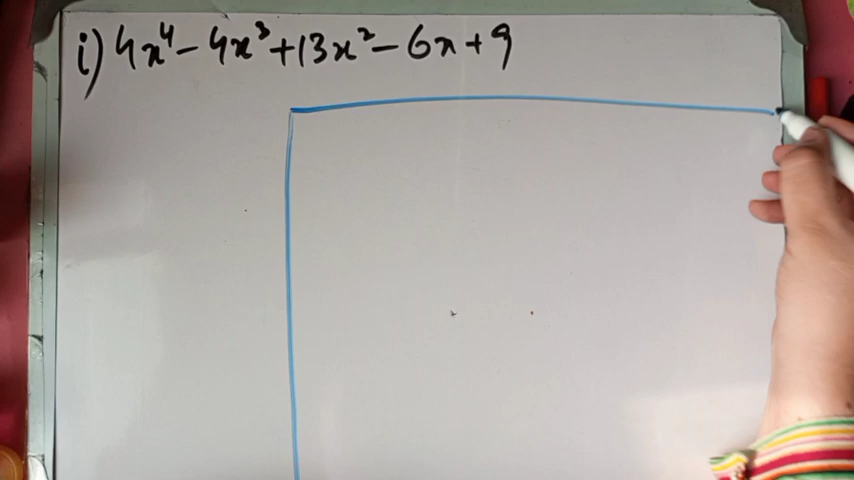 i) 4x⁴ - 4x³ + 13x² - 6x + 9